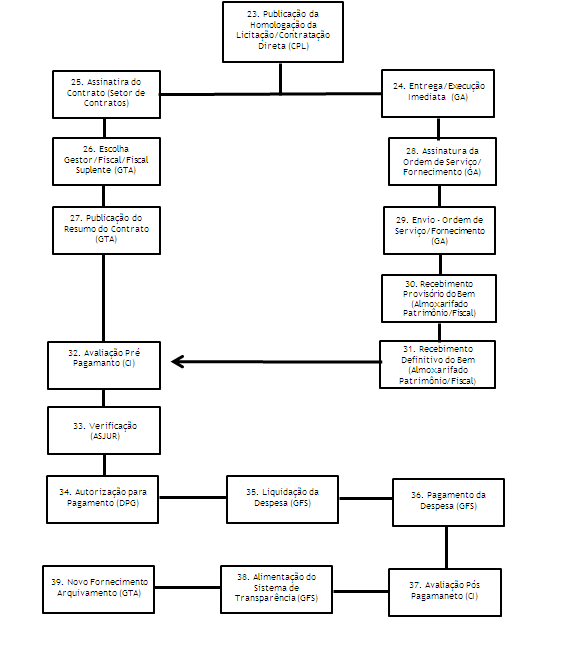 23. Publicação da
Homologação da
Licitação/Contratação
Direta (CPL)
25. Assinatira do
Contrato (Setor de
Contratos)
24. Entrega/Execução
Imediata (GA)
26. Escolha
Gestor/Fiscal/Fiscal
Suplente (GTA)
28. Assinatura da
Ordem de Serviço/
Fornecimento (GA)
27. Publicação do
Resumo do Contrato
(GTA)
29. Envio - Ordem de
Serviço/Fornecimento
(GA)
30. Recebimento
Provisório do Bem
(Almoxarifado
Patrimônio/Fiscal)
32. Avaliação Pré
Pagamanto (CI)
31. Recebimento
Definitivo do Bem
(Almoxarifado
Patrimônio/Fiscal)
33. Verificação
(ASJUR)
34. Autorização para
Pagamento (DPG)
35. Liquidação da
Despesa (GFS)
36. Pagamento da
Despesa (GFS)
39. Novo Fornecimento
Arquivamento (GTA)
38. Alimentação do
Sistema de
Transparência (GFS)
37. Avaliação Pós
Pagamaneto (CI)